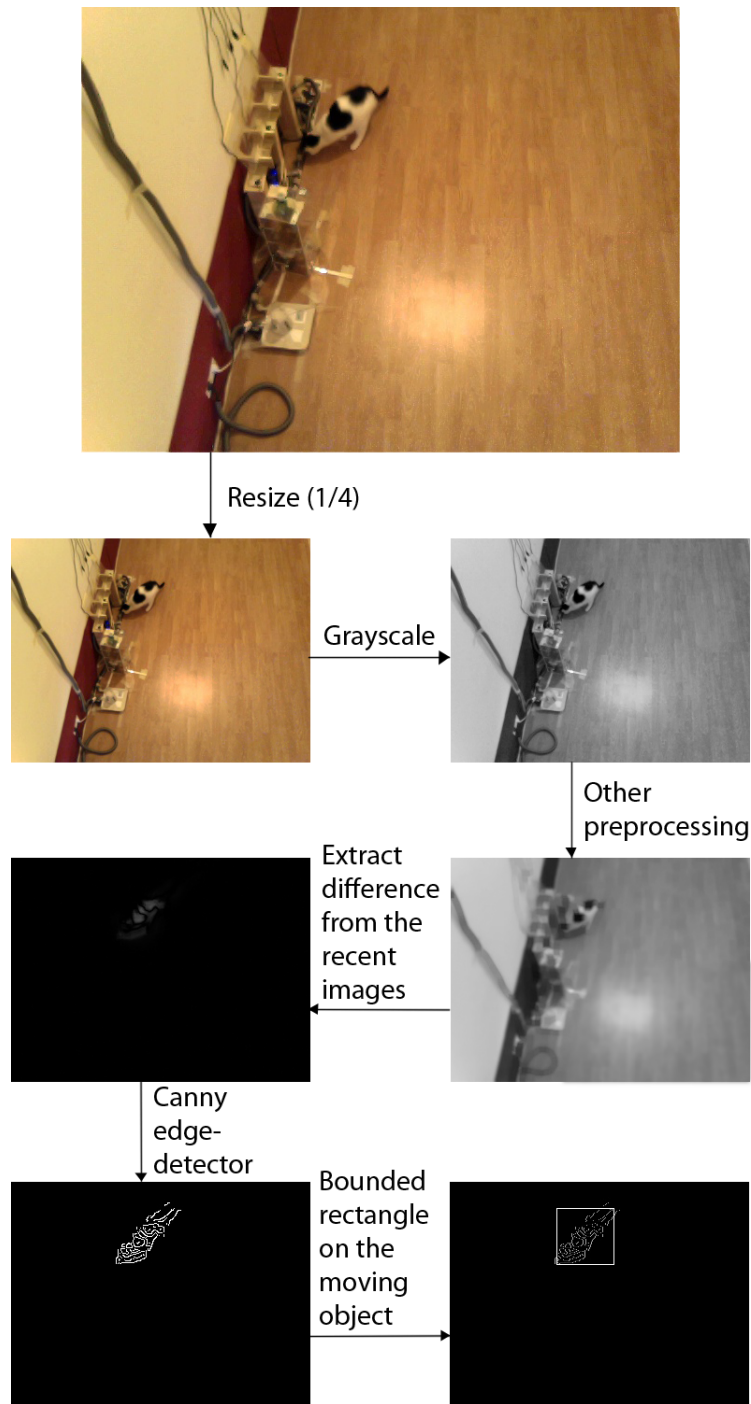 Resize (1/4)
Grayscale
Other
preprocessing
Extract
difference
from the
recent
images
Canny
edge-
detector
Bounded
rectangle
on the
moving
object